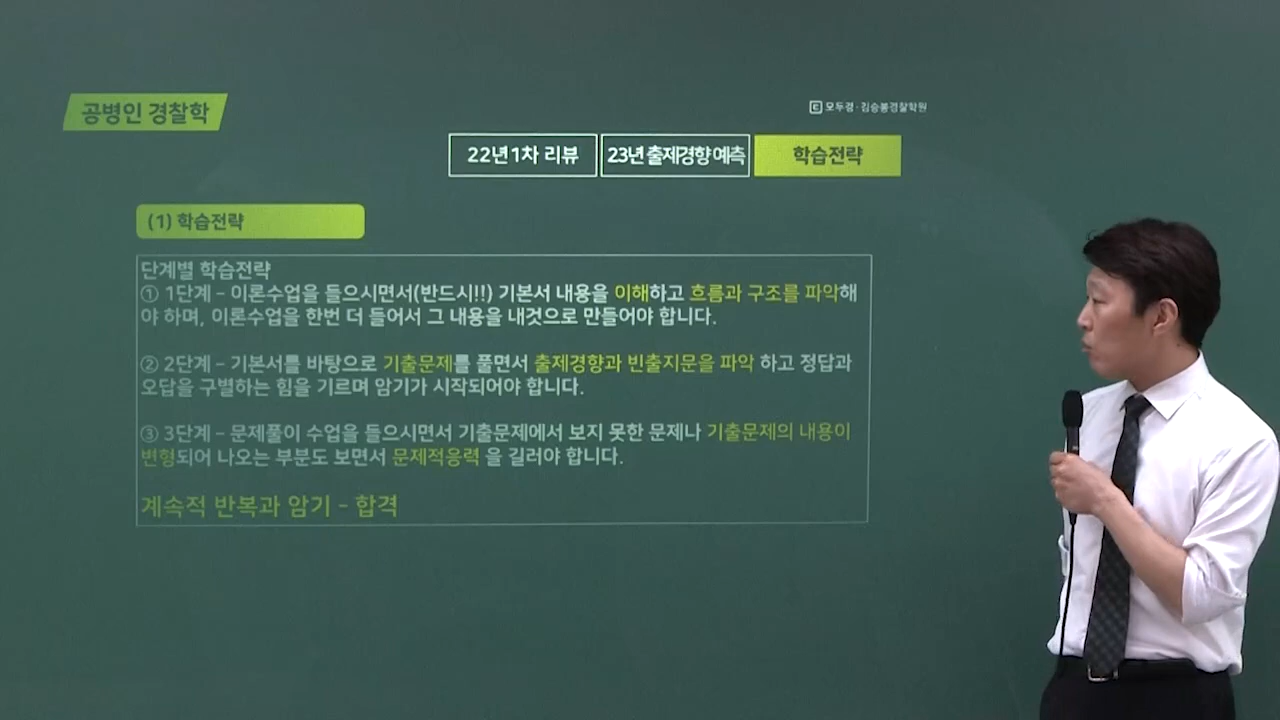 공병인 경찰학
모두경·김승봉경찰학원
22년 1차 리뷰
23년 출제경향 예측
학습전략
(1) 학습전략
단계별 학습전략
① 1단계 – 이론수업을 들으시면서(반드시!!) 기본서 내용을 이해하고 흐름과 구조를 파악해
야 하며, 이론수업을 한번 더 들어서 그 내용을 내것으로 만들어야 합니다.
② 2단계 – 기본서를 바탕으로 기출문제를 풀면서 출제경향과 빈출지문을 파악 하고 정답과
오답을 구별하는 힘을 기르며 암기가 시작되어야 합니다.
③ 3단계 – 문제풀이 수업을 들으시면서 기출문제에서 보지 못한 문제나 기출문제의 내용이
변형되어 나오는 부분도 보면서 문제적응력 을 길러야 합니다.
계속적 반복과 암기 – 합격